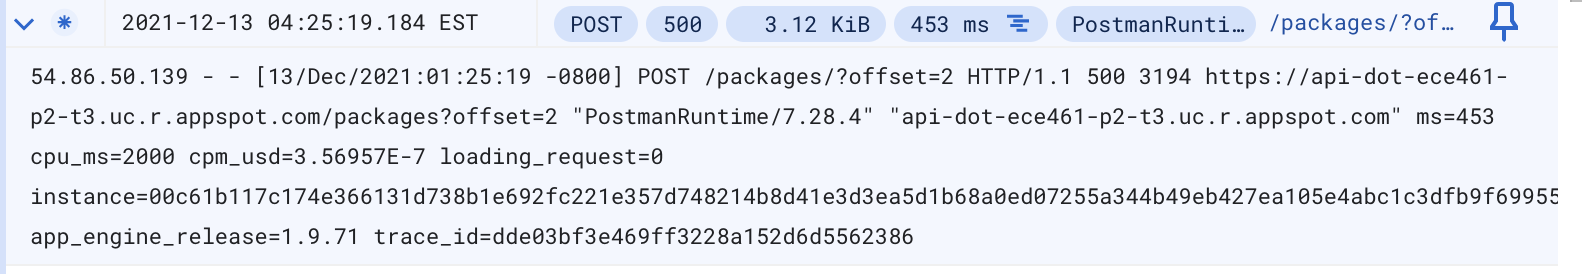 2021-12-13 04:25:19.184 EST POST 500 3.12 KiB 453 ms PostmanRunti… /packages/?of…
54.86.50.139 - - [13/Dec/2021:01:25:19 -0800] POST /packages/?offset=2 HTTP/1.1 500 3194 https://api-dot-ece461-
p2-t3.uc.r.appspot.com/packages?offset=2 "PostmanRuntime/7.28.4" "api-dot-ece461-p2-t3.uc.r.appspot.com" ms=453
cpu_ms=2000 cpm_usd=3.56957E-7 loading_request=0
instance=00c61b117c174e366131d738b1e692fc221e357d748214b8d41e3d3ea5d1b68a0ed07255a344b49eb427ea105e4abc1c3dfb9f69955
app_engine_release=1.9.71 trace_id=dde03bf3e469ff3228a152d6d5562386